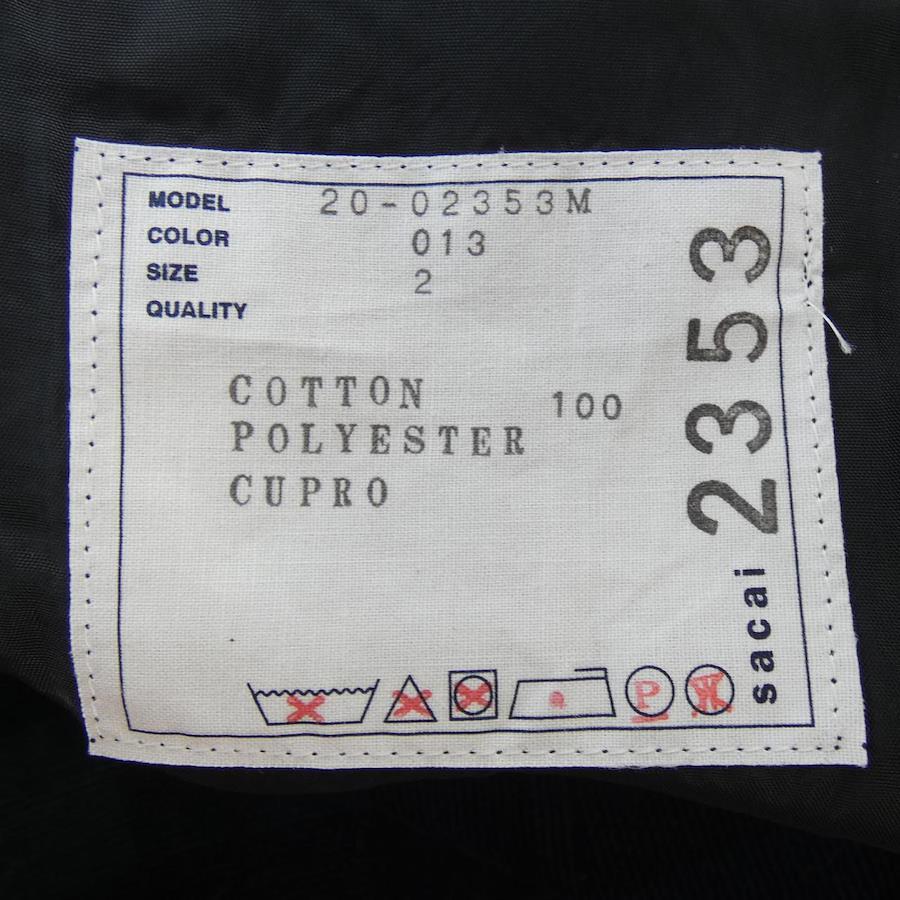 MODEL 20-02353M
COLOR 013
SIZE 2
QUALITY
COTTON 100
POLYESTER
CUPRO
P
W
sacai 2353